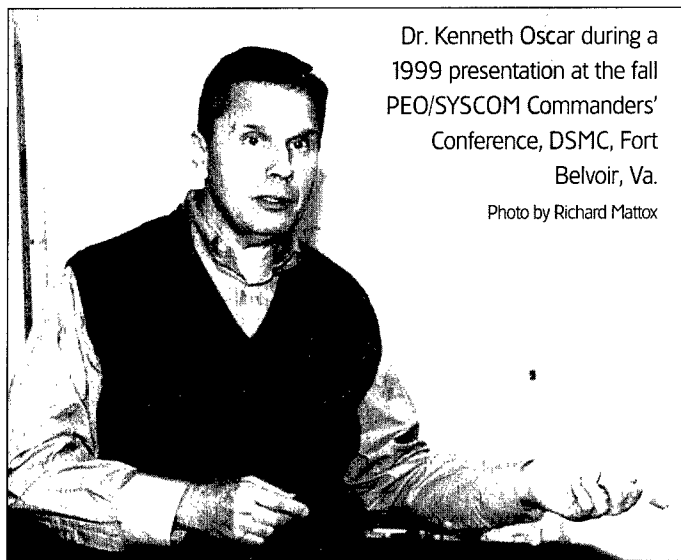 Dr. Kenneth Oscar during a
1999 presentation at the fall
PEO/SYSCOM Commanders'
Conference, DSMC, Fort
Belvoir, Va.
Photo by Richard Mattox